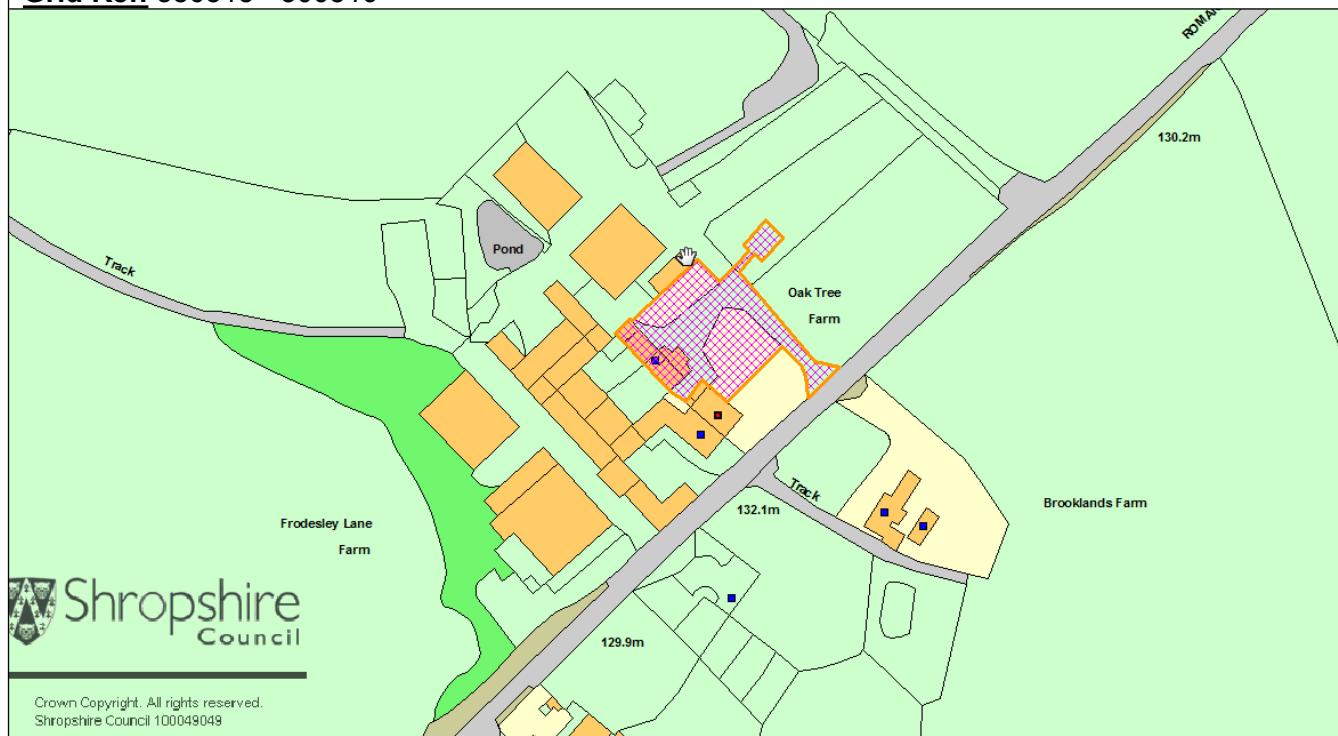 ROMAN
130.2m
Pond
Track
Oak Tree
Farm
Track
Brooklands Farm
132.1m
Frodesley Lane
Farm
129.9m
Shropshire
Council
Crown Copyright. All rights reserved.
Shropshire Council 100049049